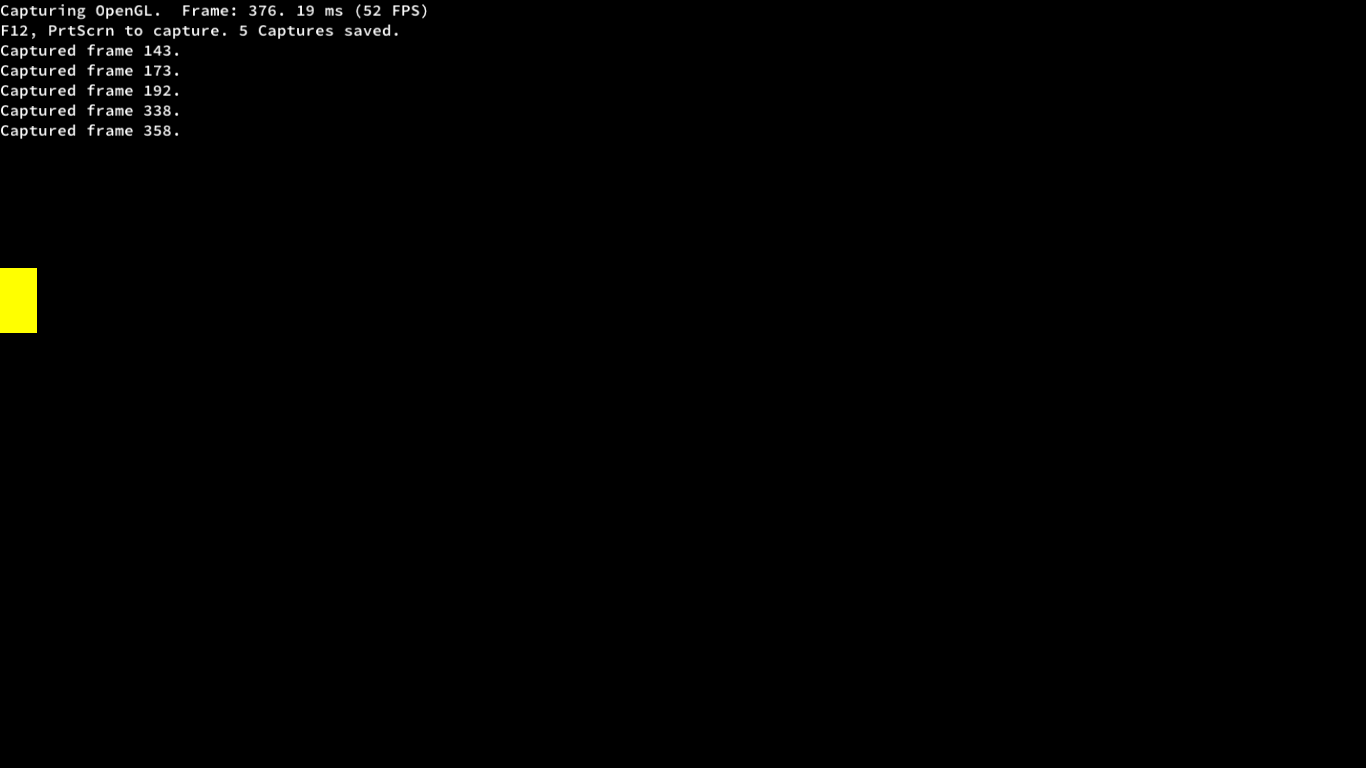 Capturing OpenGL.  Frame: 376. 19 ms (52 FPS)
F12, PrtScrn to capture. 5 Captures saved.
Captured frame 143.
Captured frame 173.
Captured frame 192.
Captured frame 338.
Captured frame 358.